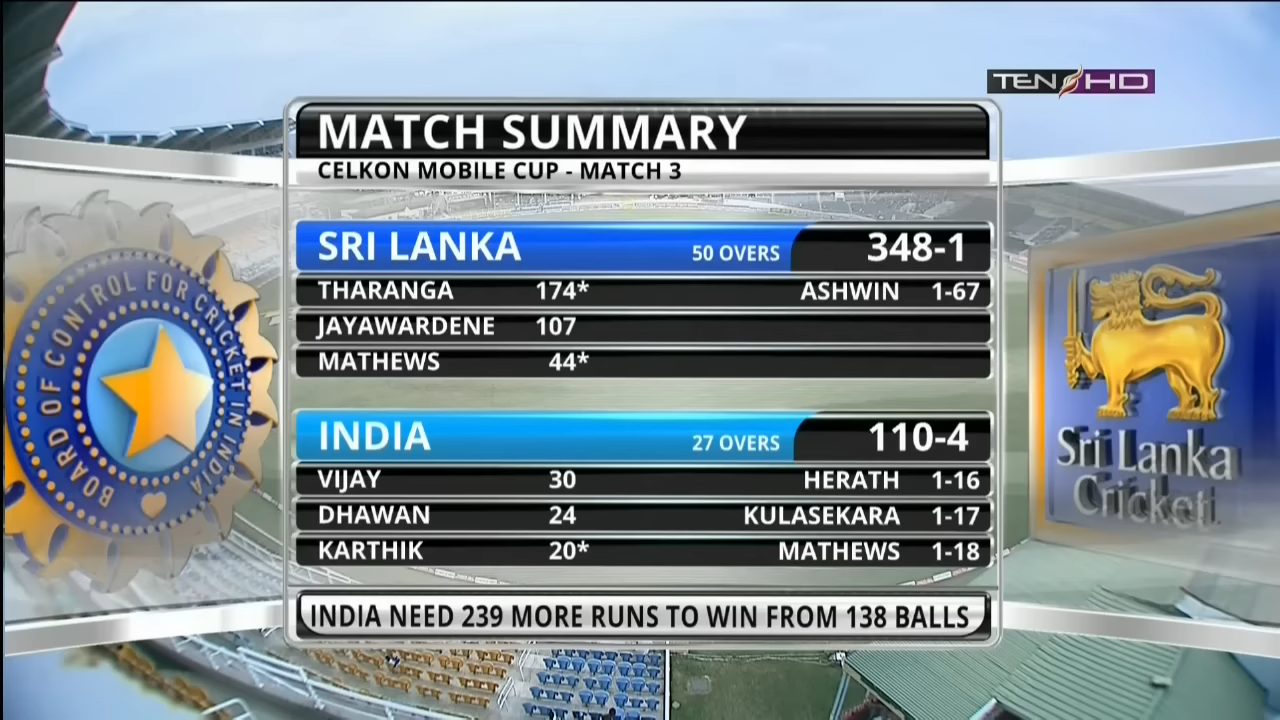 TEN HD
MATCH SUMMARY
CELKON MOBILE CUP - MATCH 3
SRI LANKA 50 OVERS 348-1
THARANGA 174* ASHWIN 1-67
JAYAWARDENE 107
MATHEWS 44*
INDIA 27 OVERS 110-4
VIJAY 30 HERATH 1-16
DHAWAN 24 KULASEKARA 1-17
KARTHIK 20* MATHEWS 1-18
INDIA NEED 239 MORE RUNS TO WIN FROM 138 BALLS
BOARD OF CONTROL FOR CRICKET IN INDIA
Sri Lanka
Cricket